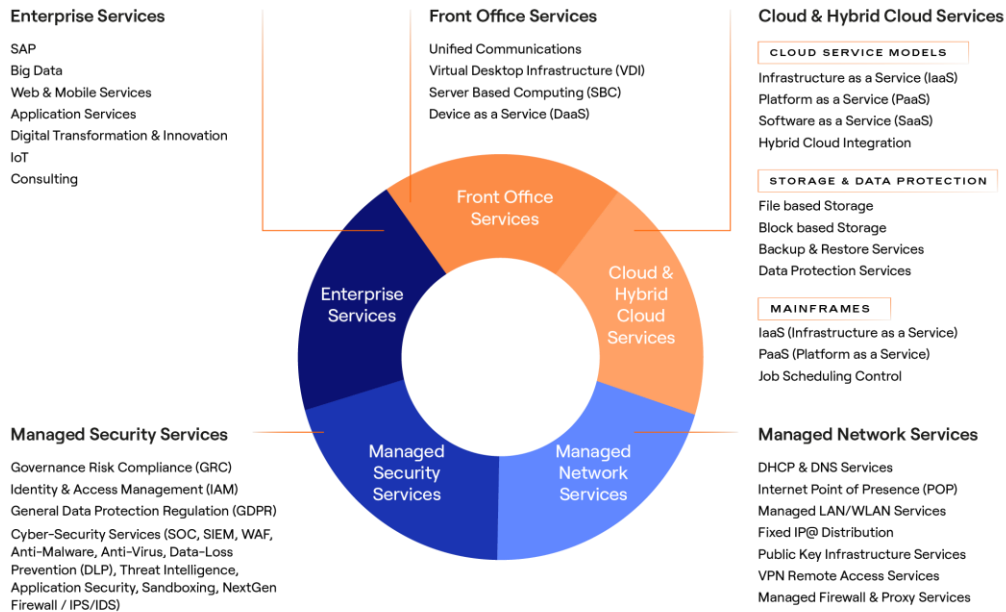 Enterprise Services
SAP
Big Data
Web & Mobile Services
Application Services
Digital Transformation & Innovation
IoT
Consulting
Front Office Services
Unified Communications
Virtual Desktop Infrastructure (VDI)
Server Based Computing (SBC)
Device as a Service (DaaS)
Cloud & Hybrid Cloud Services
CLOUD SERVICE MODELS
Infrastructure as a Service (IaaS)
Platform as a Service (PaaS)
Software as a Service (SaaS)
Hybrid Cloud Integration
STORAGE & DATA PROTECTION
File based Storage
Block based Storage
Backup & Restore Services
Data Protection Services
MAINFRAMES
IaaS (Infrastructure as a Service)
PaaS (Platform as a Service)
Job Scheduling Control
Front Office
Services
Cloud &
Hybrid
Cloud
Services
Enterprise
Services
Managed
Security
Services
Managed
Network
Services
Managed Security Services
Governance Risk Compliance (GRC)
Identity & Access Management (IAM)
General Data Protection Regulation (GDPR)
Cyber-Security Services (SOC, SIEM, WAF,
Anti-Malware, Anti-Virus, Data-Loss
Prevention (DLP), Threat Intelligence,
Application Security, Sandboxing, NextGen
Firewall / IPS/IDS)
Managed Network Services
DHCP & DNS Services
Internet Point of Presence (POP)
Managed LAN/WLAN Services
Fixed IP@ Distribution
Public Key Infrastructure Services
VPN Remote Access Services
Managed Firewall & Proxy Services